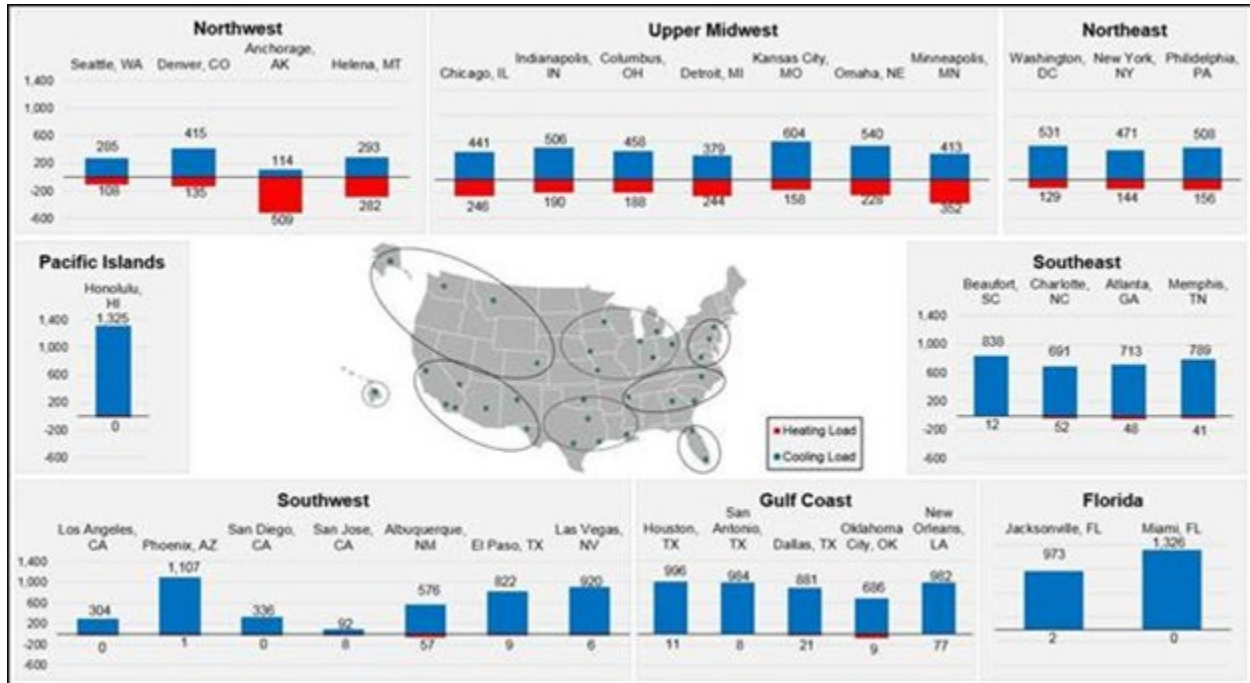 Northwest
Seattle, WA Denver, CO Anchorage, AK Helena, MT
1,400
1,000
600
200
-200
-600
285 415 114 293
108 135 509 282
Upper Midwest
Chicago, IL Indianapolis, IN Columbus, OH Detroit, MI Kansas City, MO Omaha, NE Minneapolis, MN
441 506 458 379 604 540 413
246 190 188 244 158 228 352
Northeast
Washington, DC New York, NY Philidelphia, PA
531 471 508
129 144 156
Pacific Islands
Honolulu, HI
1,400
1,000
600
200
-200
-600
1,325
0
Heating Load
Cooling Load
Southeast
Beaufort, SC Charlotte, NC Atlanta, GA Memphis, TN
1,400
1,000
600
200
-200
-600
838 691 713 789
12 52 48 41
Southwest
Los Angeles, CA Phoenix, AZ San Diego, CA San Jose, CA Albuquerque, NM El Paso, TX Las Vegas, NV
1,400
1,000
600
200
-200
-600
304 1,107 336 92 576 822 920
0 1 0 8 57 9 6
Gulf Coast
Houston, TX San Antonio, TX Dallas, TX Oklahoma City, OK New Orleans, LA
996 984 881 686 982
11 8 21 9 77
Florida
Jacksonville, FL Miami, FL
973 1,326
2 0